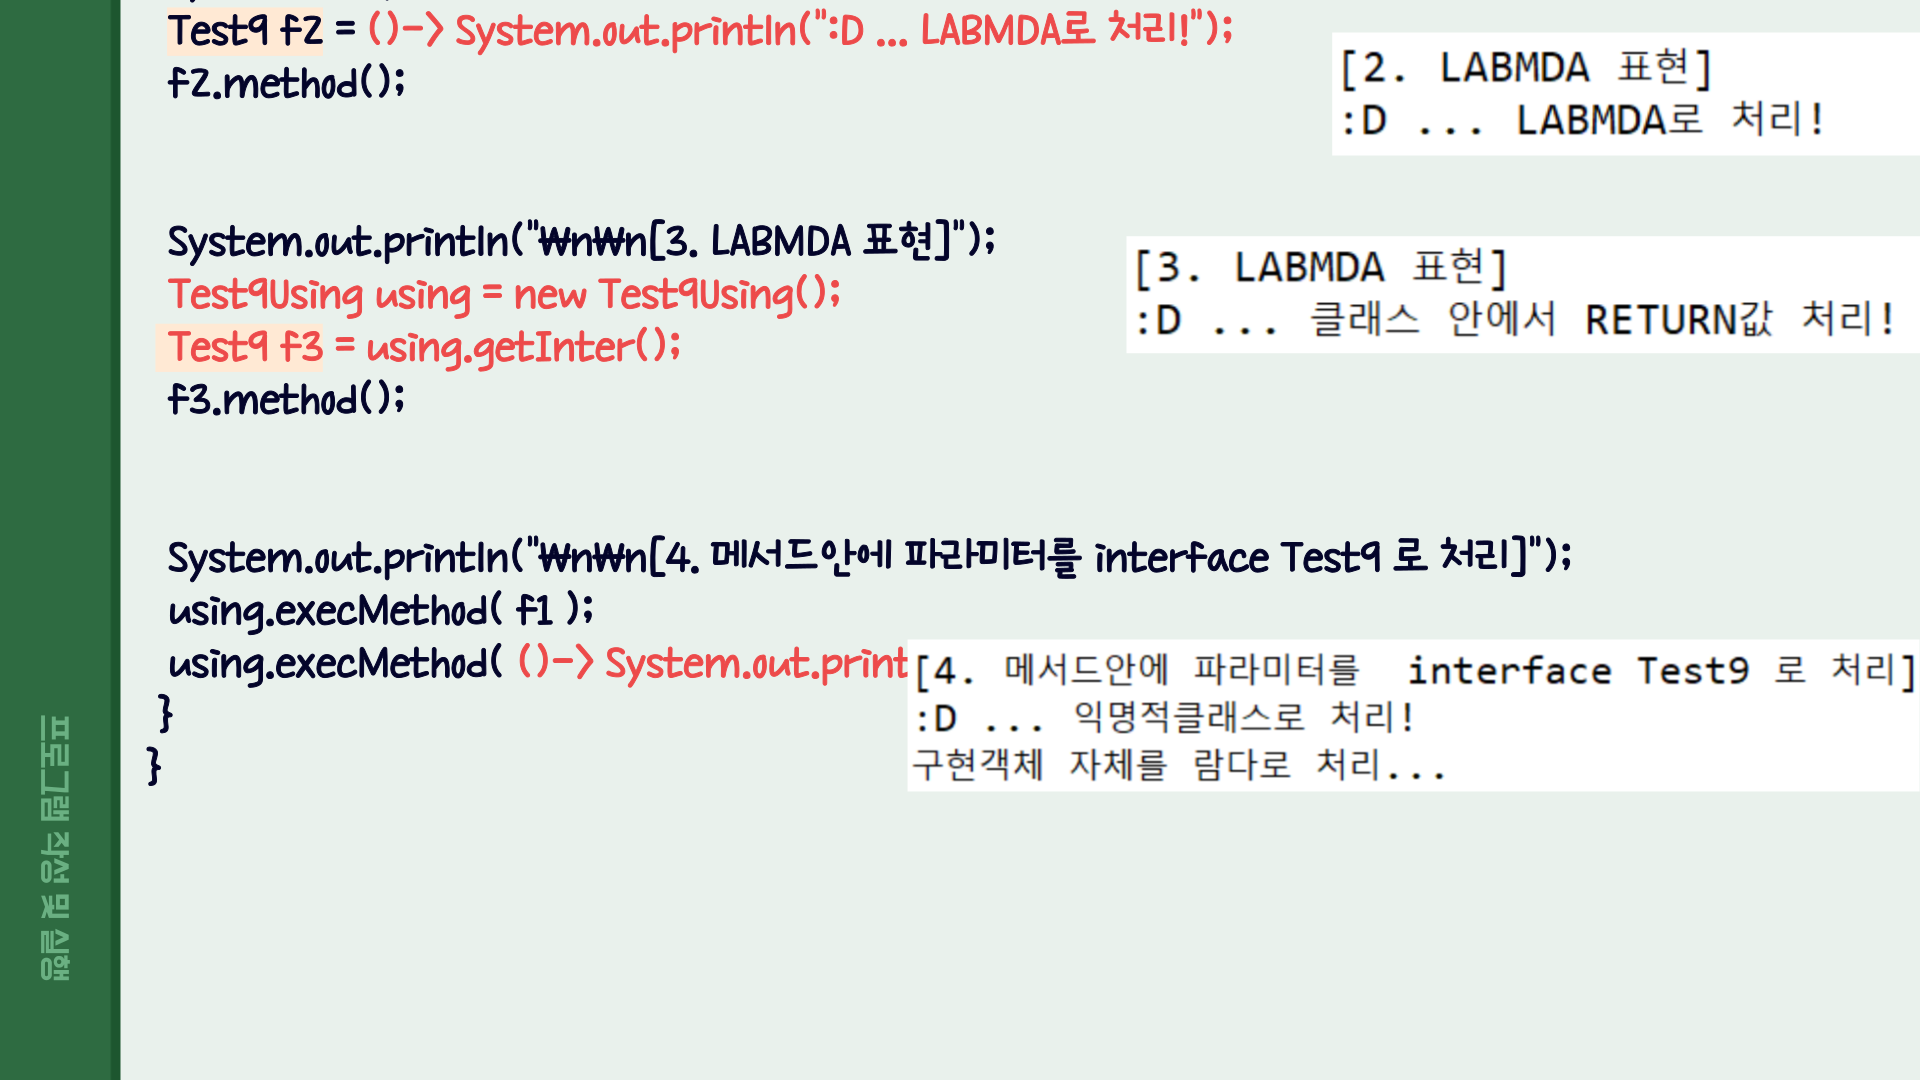 Test9 f2 = ()-> System.out.println(":D ... LABMDA로 처리!");
f2.method();
[2. LABMDA 표현]
:D ... LABMDA로 처리!
System.out.println("₩n₩n[3. LABMDA 표현]");
Test9Using using = new Test9Using();
Test9 f3 = using.getInter();
f3.method();
[3. LABMDA 표현]
:D ... 클래스 안에서 RETURN값 처리!
System.out.println("₩n₩n[4. 메서드안에 파라미터를 interface Test9 로 처리]");
using.execMethod( f1 );
using.execMethod( ()-> System.out.print
}
}
[4. 메서드안에 파라미터를 interface Test9 로 처리]
:D ... 익명적클래스로 처리!
구현객체 자체를 람다로 처리...
프로그램 작성 및 실행